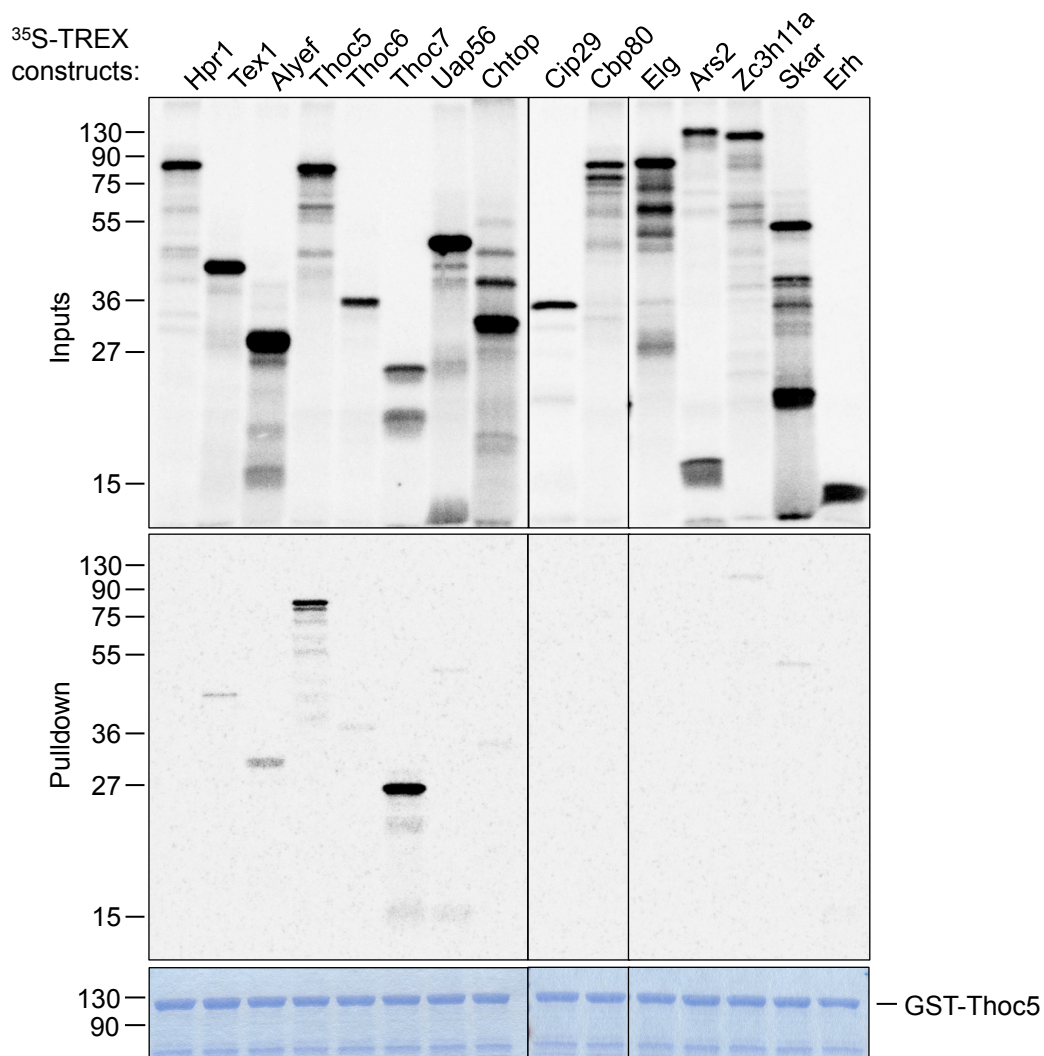 ³⁵S-TREX
constructs:
Hpr1
Tex1
Alyef
Thoc5
Thoc6
Thoc7
Uap56
Chtop
Cip29
Cbp80
Elg
Ars2
Zc3h11a
Skar
Erh
130
90
75
55
36
27
15
Inputs
130
90
75
55
36
27
15
Pulldown
130
90
GST-Thoc5